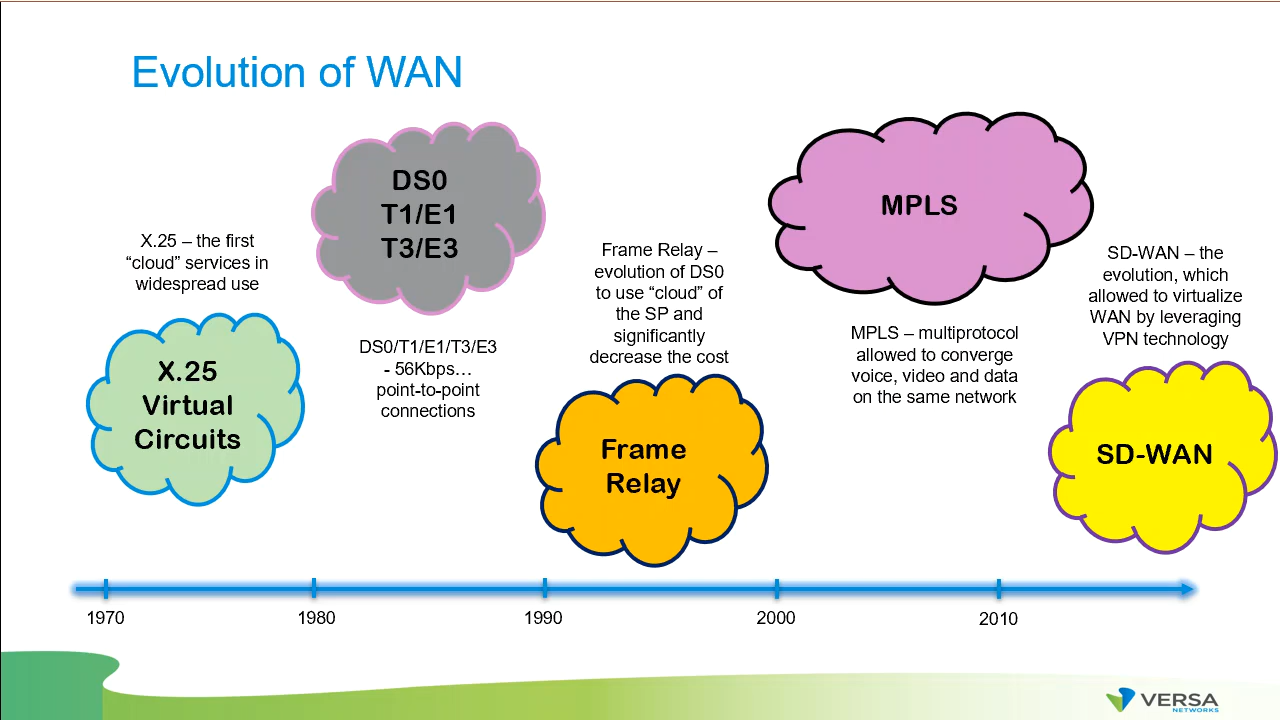 Evolution of WAN
X.25 – the first
“cloud” services in
widespread use
X.25
Virtual
Circuits
DS0
T1/E1
T3/E3
DS0/T1/E1/T3/E3
- 56Kbps…
point-to-point
connections
Frame Relay –
evolution of DS0
to use “cloud” of
the SP and
significantly
decrease the cost
Frame
Relay
MPLS
MPLS – multiprotocol
allowed to converge
voice, video and data
on the same network
SD-WAN – the
evolution, which
allowed to virtualize
WAN by leveraging
VPN technology
SD-WAN
1970
1980
1990
2000
2010
VERSA
NETWORKS